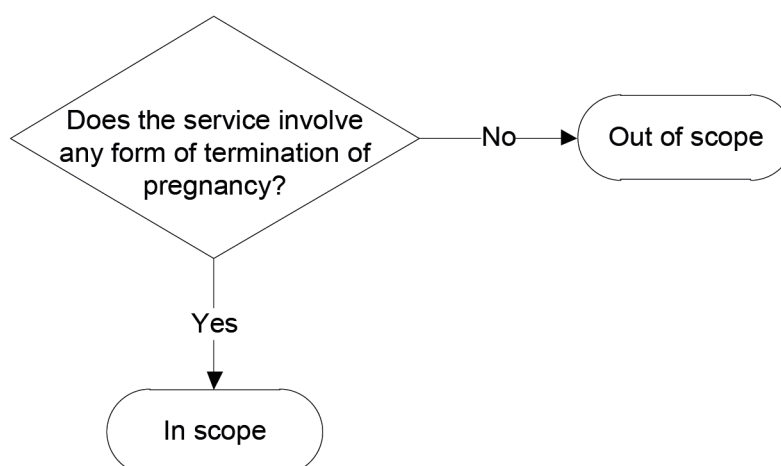 Does the service involve
any form of termination of
pregnancy?
No
Out of scope
Yes
In scope